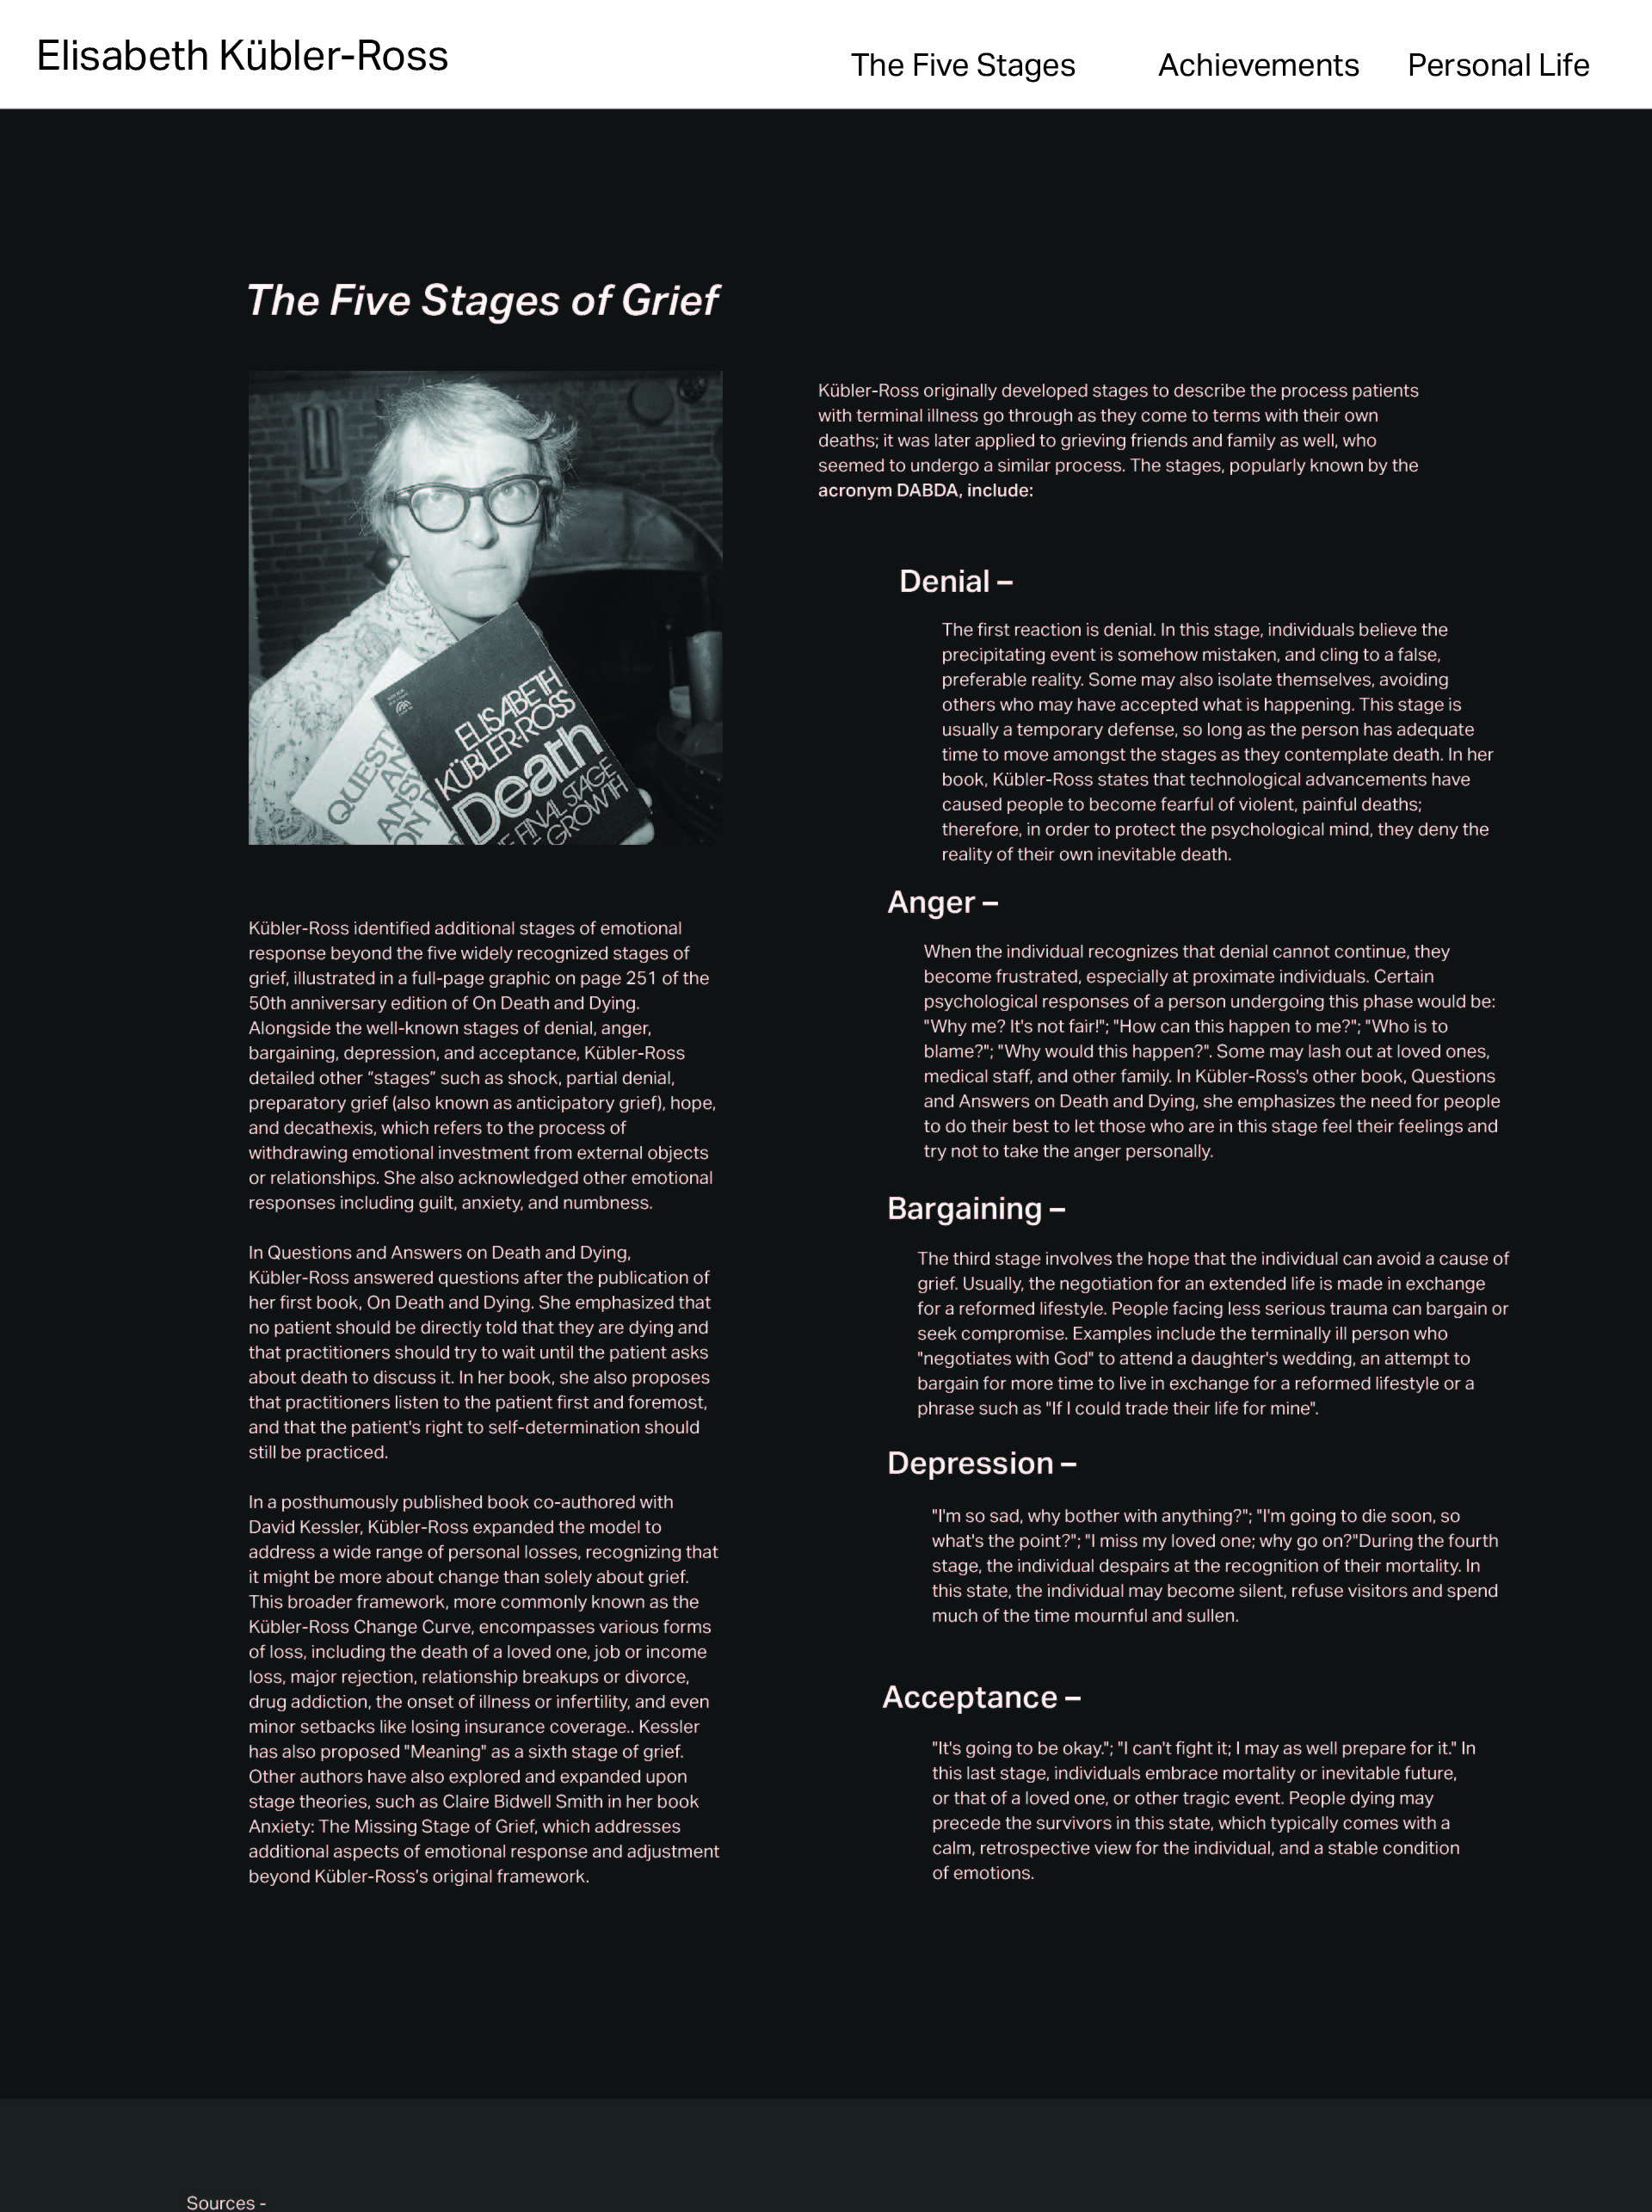 Elisabeth Kübler-Ross
The Five Stages
Achievements
Personal Life
The Five Stages of Grief
QUEST
AN
ANS
ON
ELISABETH
KÜBLER-ROSS
Death
FINAL STAGE
GROWTH
Kübler-Ross identified additional stages of emotional
response beyond the five widely recognized stages of
grief, illustrated in a full-page graphic on page 251 of the
50th anniversary edition of On Death and Dying.
Alongside the well-known stages of denial, anger,
bargaining, depression, and acceptance, Kübler-Ross
detailed other “stages” such as shock, partial denial,
preparatory grief (also known as anticipatory grief), hope,
and decathexis, which refers to the process of
withdrawing emotional investment from external objects
or relationships. She also acknowledged other emotional
responses including guilt, anxiety, and numbness.
In Questions and Answers on Death and Dying,
Kübler-Ross answered questions after the publication of
her first book, On Death and Dying. She emphasized that
no patient should be directly told that they are dying and
that practitioners should try to wait until the patient asks
about death to discuss it. In her book, she also proposes
that practitioners listen to the patient first and foremost,
and that the patient's right to self-determination should
still be practiced.
In a posthumously published book co-authored with
David Kessler, Kübler-Ross expanded the model to
address a wide range of personal losses, recognizing that
it might be more about change than solely about grief.
This broader framework, more commonly known as the
Kübler-Ross Change Curve, encompasses various forms
of loss, including the death of a loved one, job or income
loss, major rejection, relationship breakups or divorce,
drug addiction, the onset of illness or infertility, and even
minor setbacks like losing insurance coverage.. Kessler
has also proposed "Meaning" as a sixth stage of grief.
Other authors have also explored and expanded upon
stage theories, such as Claire Bidwell Smith in her book
Anxiety: The Missing Stage of Grief, which addresses
additional aspects of emotional response and adjustment
beyond Kübler-Ross’s original framework.
Kübler-Ross originally developed stages to describe the process patients
with terminal illness go through as they come to terms with their own
deaths; it was later applied to grieving friends and family as well, who
seemed to undergo a similar process. The stages, popularly known by the
acronym DABDA, include:
Denial –
The first reaction is denial. In this stage, individuals believe the
precipitating event is somehow mistaken, and cling to a false,
preferable reality. Some may also isolate themselves, avoiding
others who may have accepted what is happening. This stage is
usually a temporary defense, so long as the person has adequate
time to move amongst the stages as they contemplate death. In her
book, Kübler-Ross states that technological advancements have
caused people to become fearful of violent, painful deaths;
therefore, in order to protect the psychological mind, they deny the
reality of their own inevitable death.
Anger –
When the individual recognizes that denial cannot continue, they
become frustrated, especially at proximate individuals. Certain
psychological responses of a person undergoing this phase would be:
"Why me? It's not fair!"; "How can this happen to me?"; "Who is to
blame?"; "Why would this happen?". Some may lash out at loved ones,
medical staff, and other family. In Kübler-Ross's other book, Questions
and Answers on Death and Dying, she emphasizes the need for people
to do their best to let those who are in this stage feel their feelings and
try not to take the anger personally.
Bargaining –
The third stage involves the hope that the individual can avoid a cause of
grief. Usually, the negotiation for an extended life is made in exchange
for a reformed lifestyle. People facing less serious trauma can bargain or
seek compromise. Examples include the terminally ill person who
"negotiates with God" to attend a daughter's wedding, an attempt to
bargain for more time to live in exchange for a reformed lifestyle or a
phrase such as "If I could trade their life for mine".
Depression –
"I'm so sad, why bother with anything?"; "I'm going to die soon, so
what's the point?"; "I miss my loved one; why go on?"During the fourth
stage, the individual despairs at the recognition of their mortality. In
this state, the individual may become silent, refuse visitors and spend
much of the time mournful and sullen.
Acceptance –
"It's going to be okay."; "I can't fight it; I may as well prepare for it." In
this last stage, individuals embrace mortality or inevitable future,
or that of a loved one, or other tragic event. People dying may
precede the survivors in this state, which typically comes with a
calm, retrospective view for the individual, and a stable condition
of emotions.
Sources -